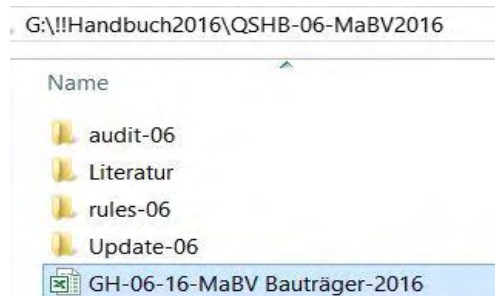 G:\!!Handbuch2016\QSHB-06-MaBV2016
Name
audit-06
Literatur
rules-06
Update-06
GH-06-16-MaBV Bauträger-2016